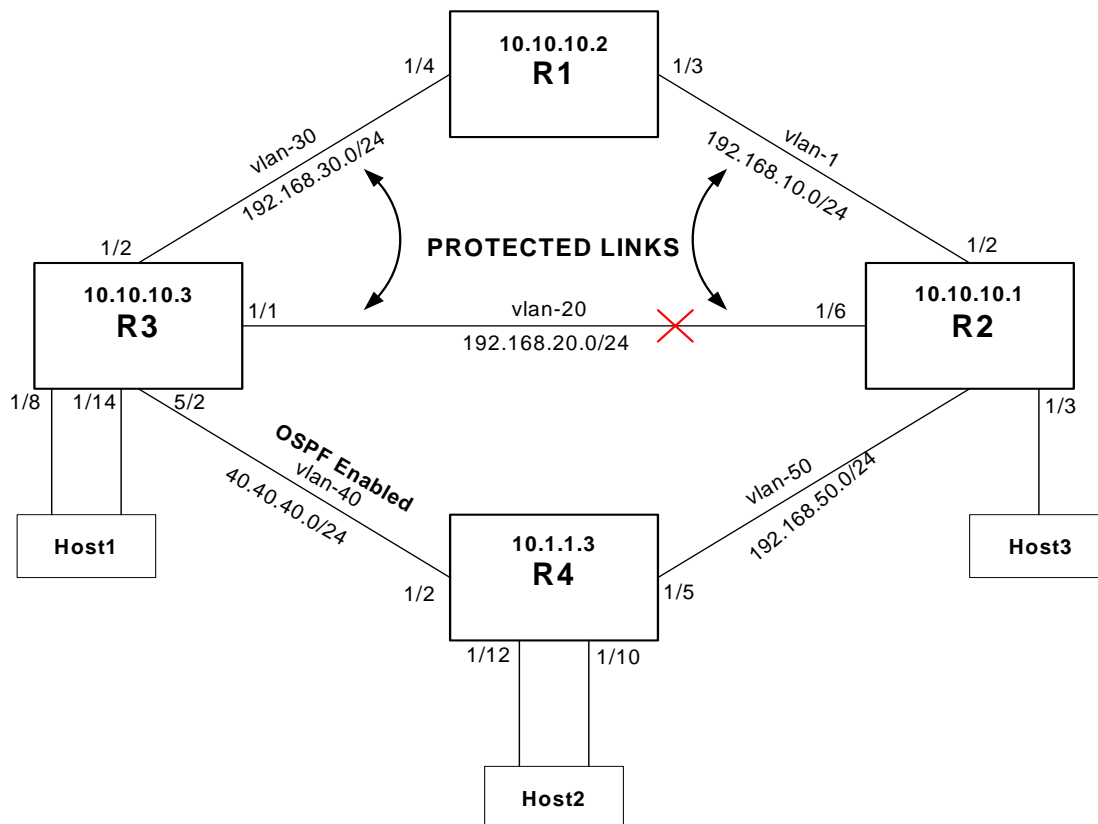 10.10.10.2
R1
1/4
1/3
vlan-30
192.168.30.0/24
vlan-1
192.168.10.0/24
PROTECTED LINKS
1/2
1/2
10.10.10.3
R3
1/1
vlan-20
192.168.20.0/24
1/6
10.10.10.1
R2
1/8
1/14
5/2
1/3
OSPF Enabled
vlan-40
40.40.40.0/24
vlan-50
192.168.50.0/24
Host1
10.1.1.3
R4
Host3
1/2
1/5
1/12
1/10
Host2